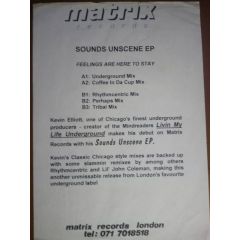 matrix
records
SOUNDS UNSCENE EP
FEELINGS ARE HERE TO STAY
A1: Underground Mix
A2: Coffee In Da Cup Mix
B1: Rhythmcentric Mix
B2: Perhaps Mix
B3: Tribal Mix
Kevin Elliott, one of Chicago's finest underground
producers - creator of the Mindreaders Livin My
Life Underground makes his debut on Matrix
Records with his Sounds Unscene EP.
Kevin's Classic Chicago style mixes are backed up
with some slammin remixes by among others
Rhythmcentric and Lil' John Coleman, making this
another unmissable release from London's favourite
underground label
matrix records london
tel: 071 7018518